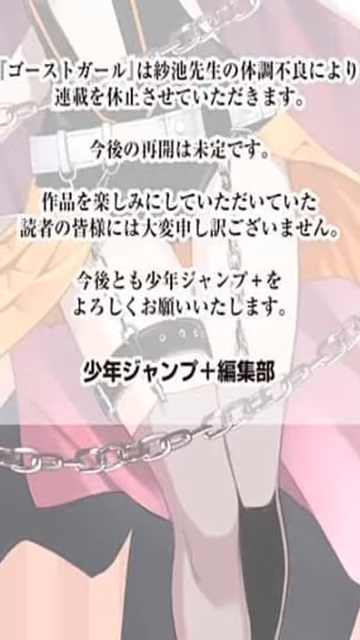 『ゴーストガール』は紗池先生の体調不良により
連載を休止させていただきます。
今後の再開は未定です。
作品を楽しみにしていただいていた
読者の皆様には大変申し訳ございません。
今後とも少年ジャンプ＋を
よろしくお願いいたします。
少年ジャンプ＋編集部